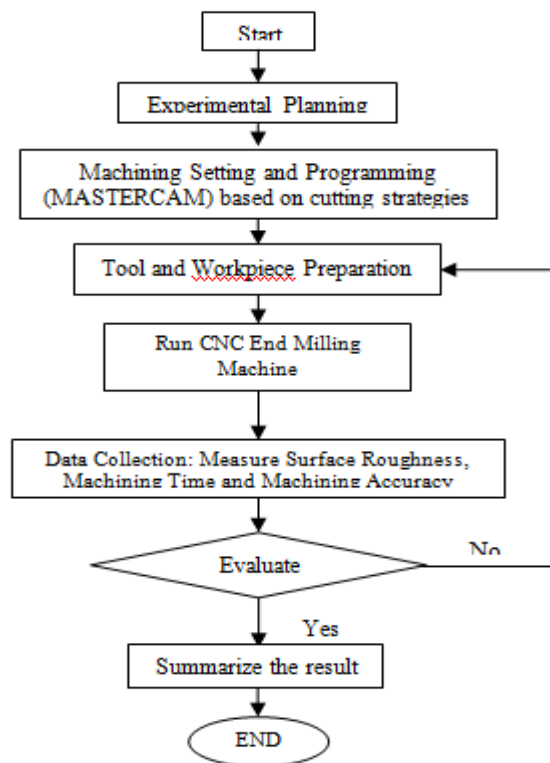 Start
Experimental Planning
Machining Setting and Programming
(MASTERCAM) based on cutting strategies
Tool and Workpiece Preparation
Run CNC End Milling
Machine
Data Collection: Measure Surface Roughness,
Machining Time and Machining Accuracy
Evaluate
No
Yes
Summarize the result
END